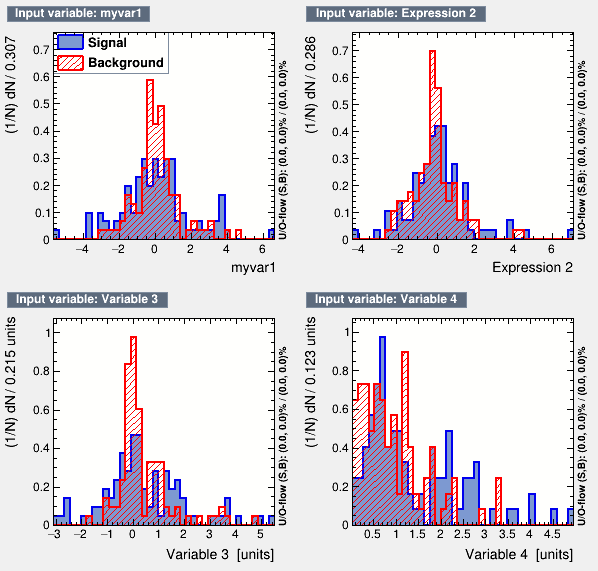 Input variable: myvar1
(1/N) dN / 0.307
0.7
0.6
0.5
0.4
0.3
0.2
0.1
0
Signal
Background
−4 −2 0 2 4 6
myvar1
U/O-flow (S,B): (0.0, 0.0)% / (0.0, 0.0)%
Input variable: Expression 2
(1/N) dN / 0.286
0.7
0.6
0.5
0.4
0.3
0.2
0.1
0
−4 −2 0 2 4 6
Expression 2
U/O-flow (S,B): (0.0, 0.0)% / (0.0, 0.0)%
Input variable: Variable 3
(1/N) dN / 0.215 units
1
0.8
0.6
0.4
0.2
0
−3 −2 −1 0 1 2 3 4 5
Variable 3 [units]
U/O-flow (S,B): (0.0, 0.0)% / (0.0, 0.0)%
Input variable: Variable 4
(1/N) dN / 0.123 units
1
0.8
0.6
0.4
0.2
0
0.5 1 1.5 2 2.5 3 3.5 4 4.5
Variable 4 [units]
U/O-flow (S,B): (0.0, 0.0)% / (0.0, 0.0)%